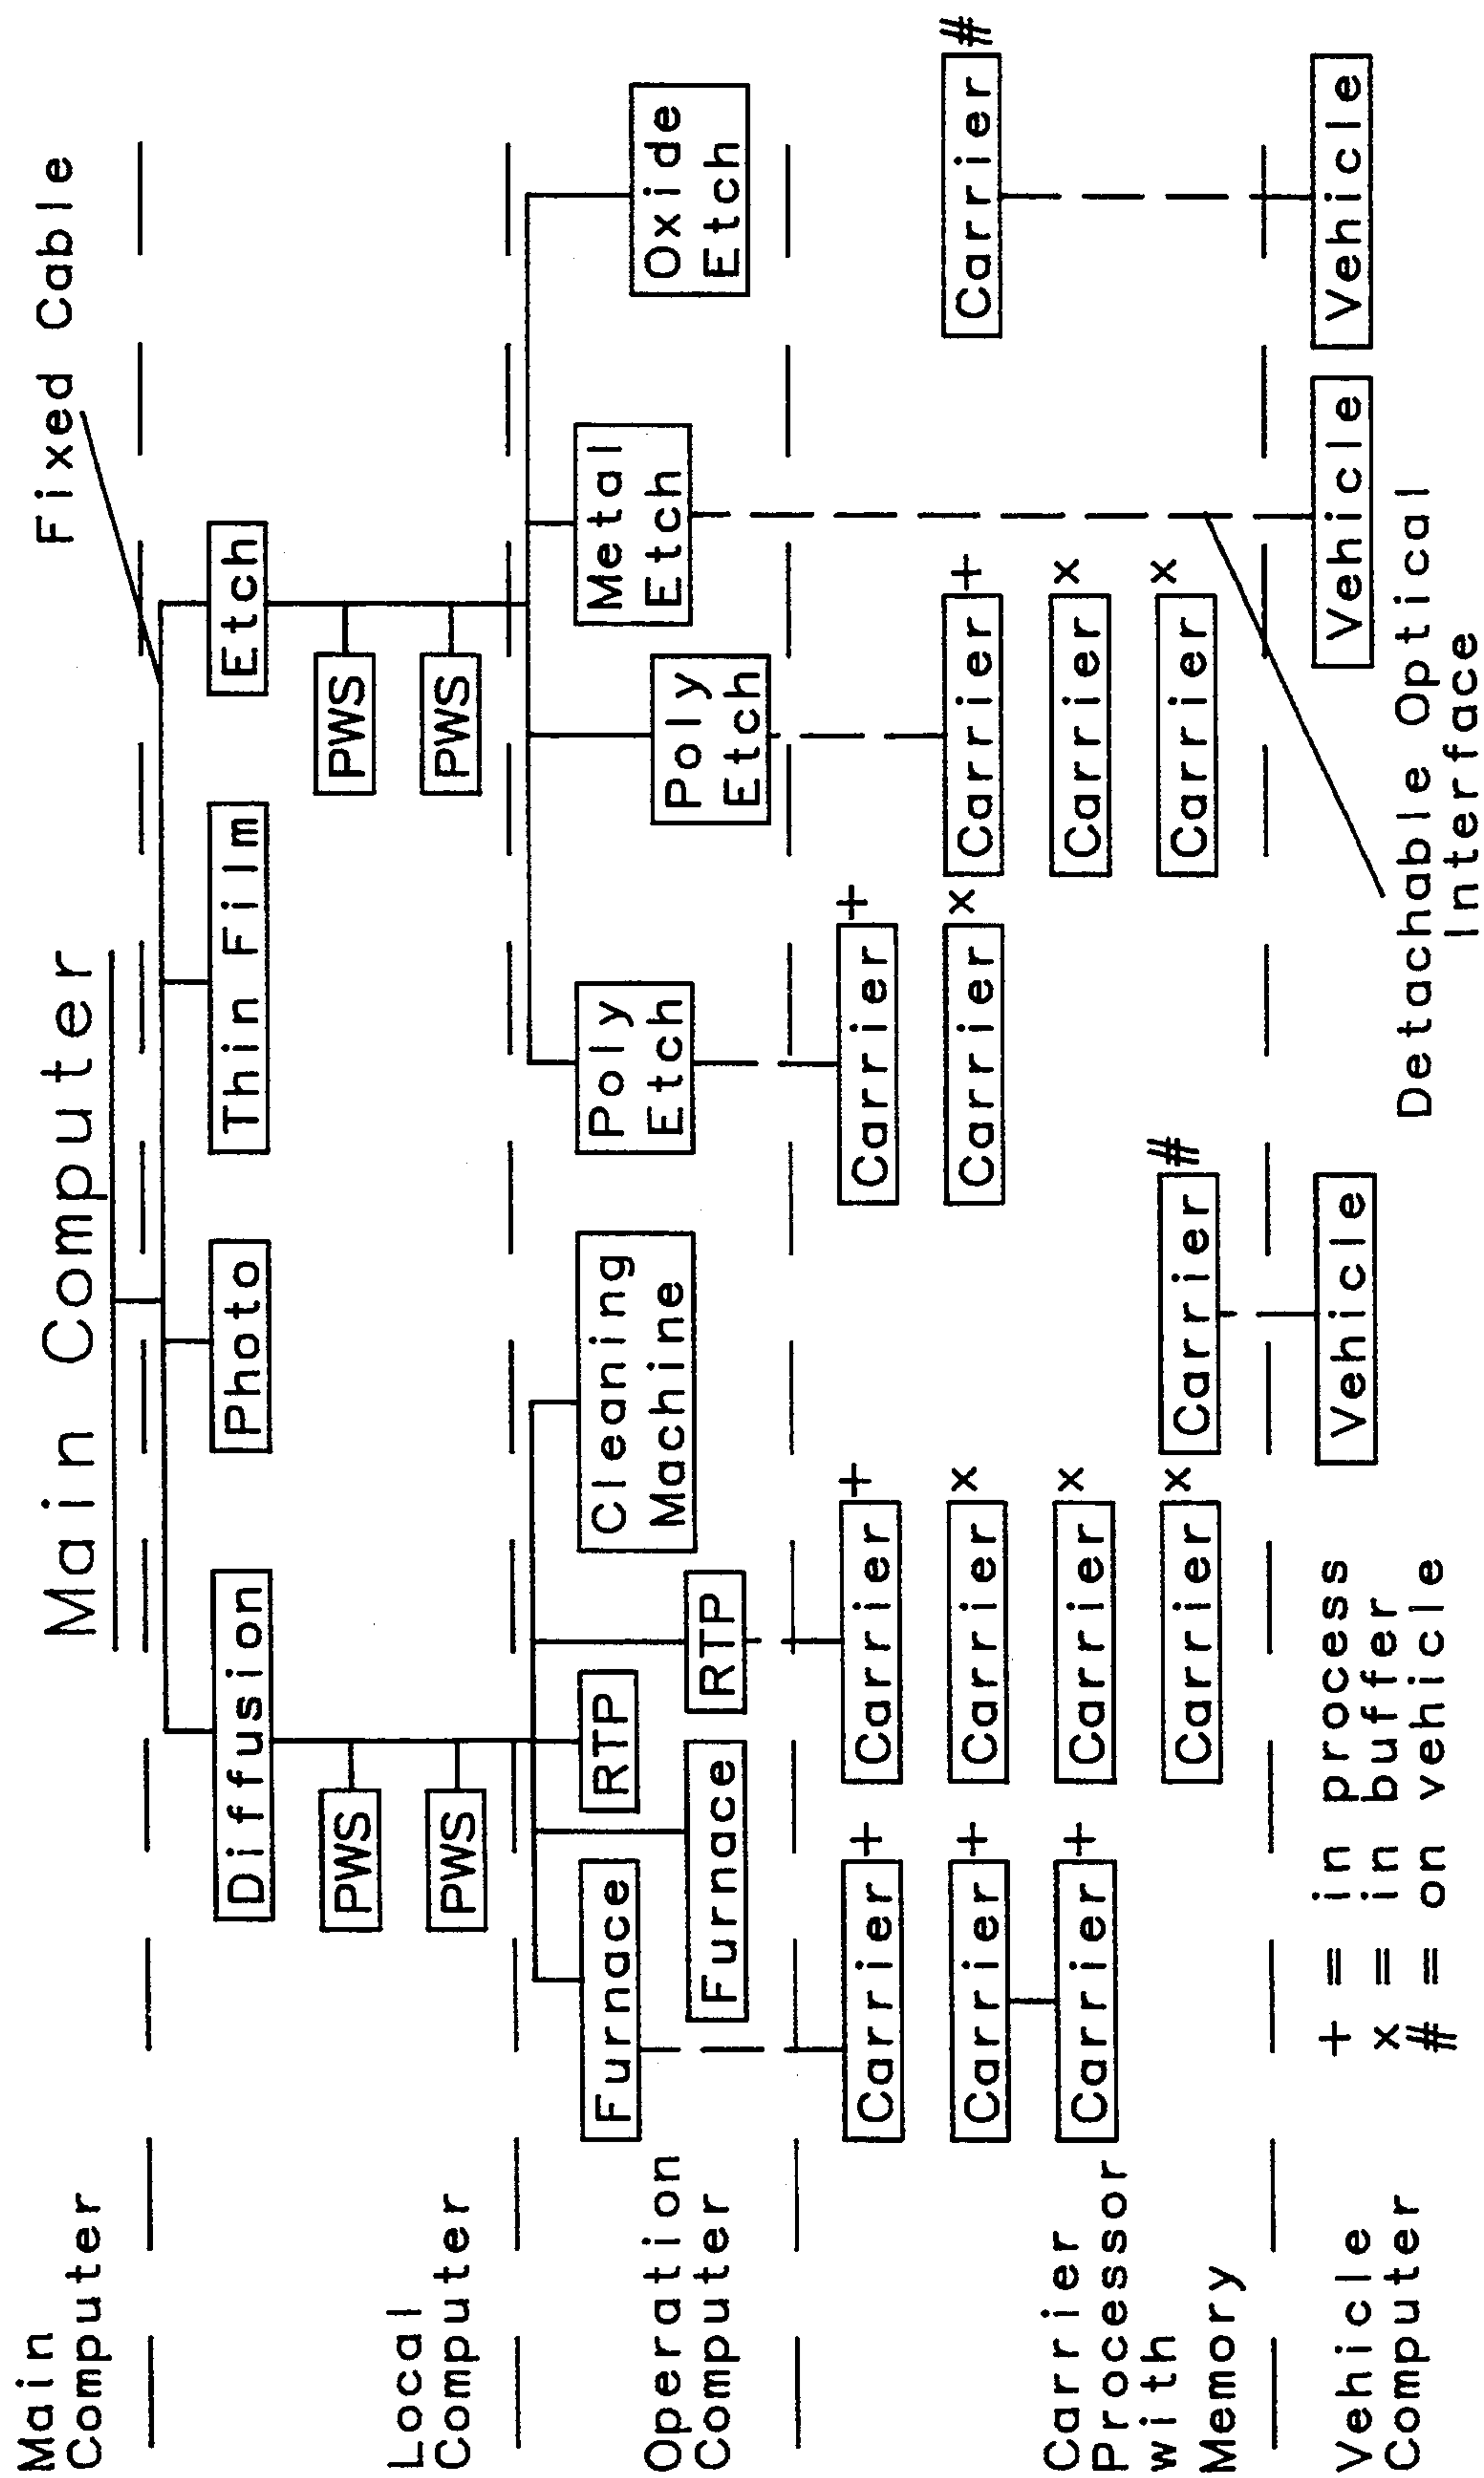 Main Computer
Fixed Cable
Main
Computer
Diffusion
Photo
Thin Film
Etch
PWS
PWS
PWS
PWS
Local
Computer
Furnace
Furnace
RTP
RTP
Cleaning
Machine
Poly
Etch
Poly
Etch
Metal
Etch
Oxide
Etch
Operation
Computer
Carrier +
Carrier +
Carrier +
Carrier +
Carrier x
Carrier x
Carrier x
Carrier #
Carrier +
Carrier x
Carrier +
Carrier x
Carrier x
Carrier #
Carrier
Processor
with
Memory
Vehicle
Vehicle
Vehicle
Vehicle
Computer
+ = in process
x = in buffer
# = on vehicle
Detachable Optical
Interface